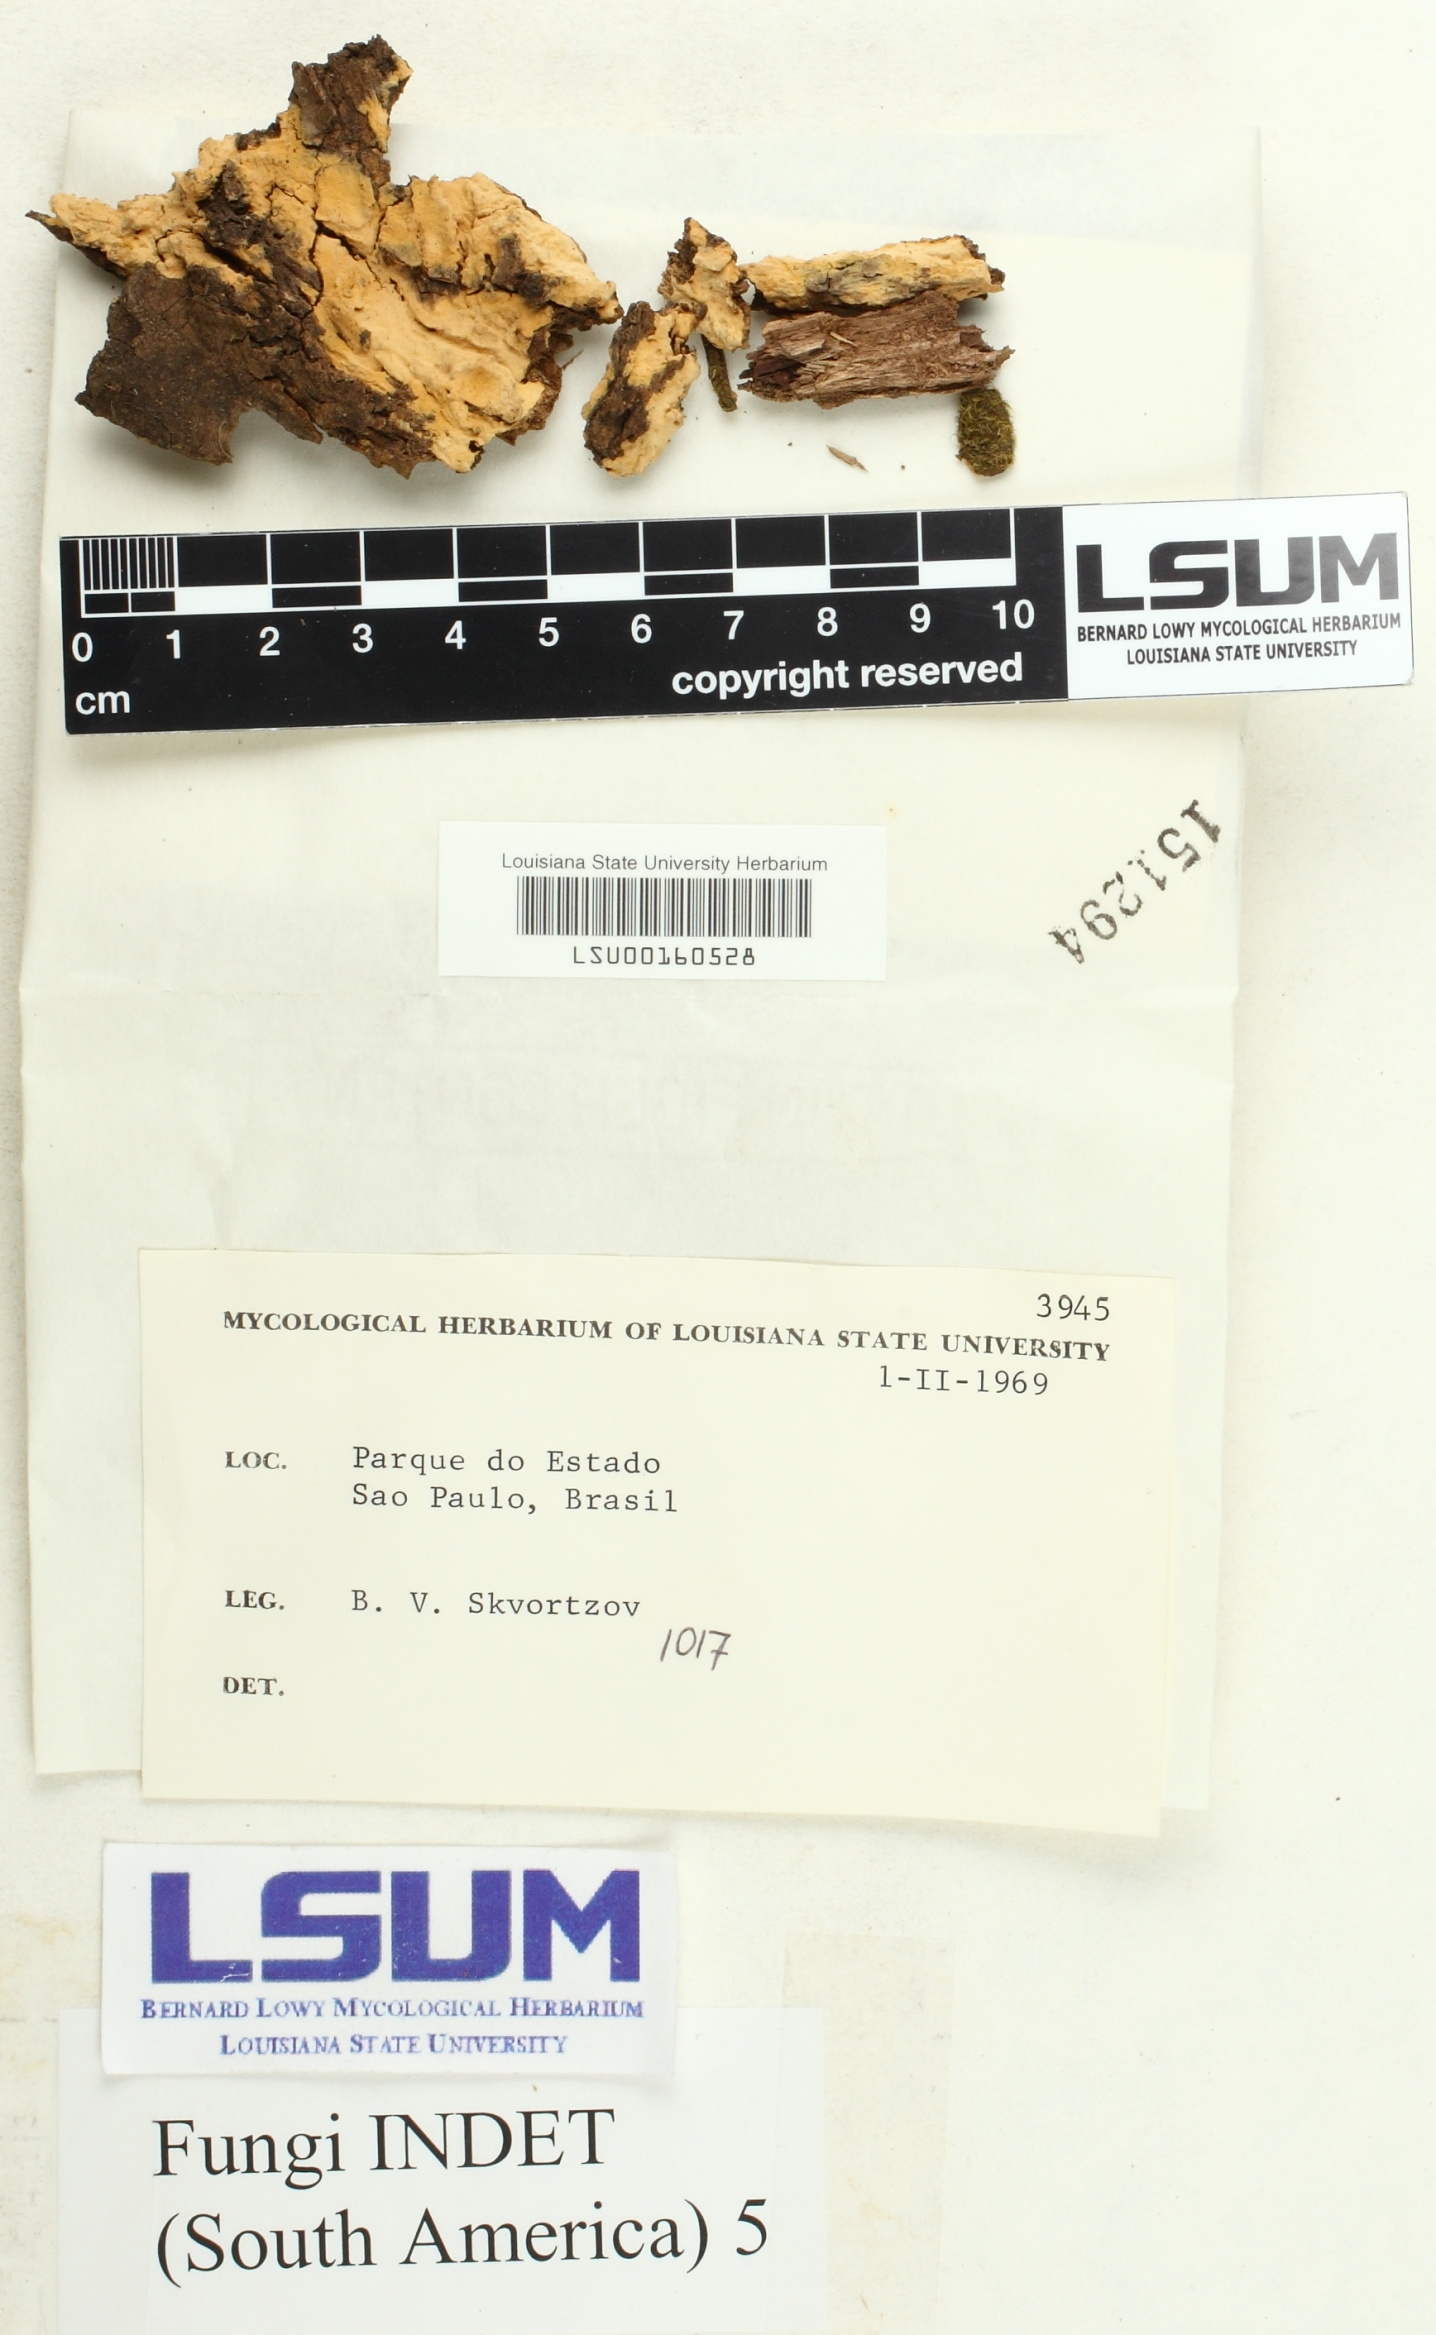 0 1 2 3 4 5 6 7 8 9 10
cm
copyright reserved
LSUM
BERNARD LOWY MYCOLOGICAL HERBARIUM
LOUISIANA STATE UNIVERSITY
151294
Louisiana State University Herbarium
LSU00160528
3945
MYCOLOGICAL HERBARIUM OF LOUISIANA STATE UNIVERSITY
1-II-1969
LOC. Parque do Estado
Sao Paulo, Brasil
LEG. B. V. Skvortzov
1017
DET.
LSUM
BERNARD LOWY MYCOLOGICAL HERBARIUM
LOUISIANA STATE UNIVERSITY
Fungi INDET
(South America) 5